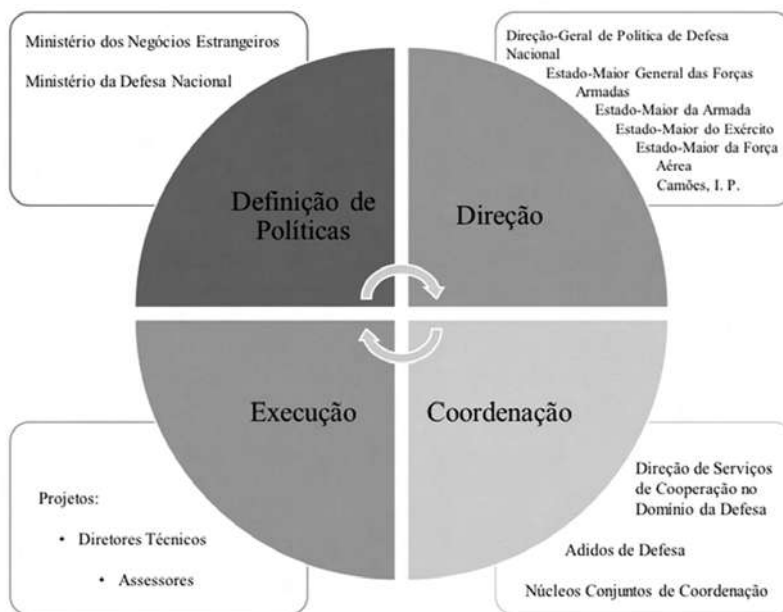 Ministério dos Negócios Estrangeiros
Ministério da Defesa Nacional
Direção-Geral de Política de Defesa
Nacional
Estado-Maior General das Forças
Armadas
Estado-Maior da Armada
Estado-Maior do Exército
Estado-Maior da Força
Aérea
Camões, I. P.
Definição de
Políticas
Direção
Execução
Coordenação
Projetos:
• Diretores Técnicos
• Assessores
Direção de Serviços
de Cooperação no
Domínio da Defesa
Adidos de Defesa
Núcleos Conjuntos de Coordenação